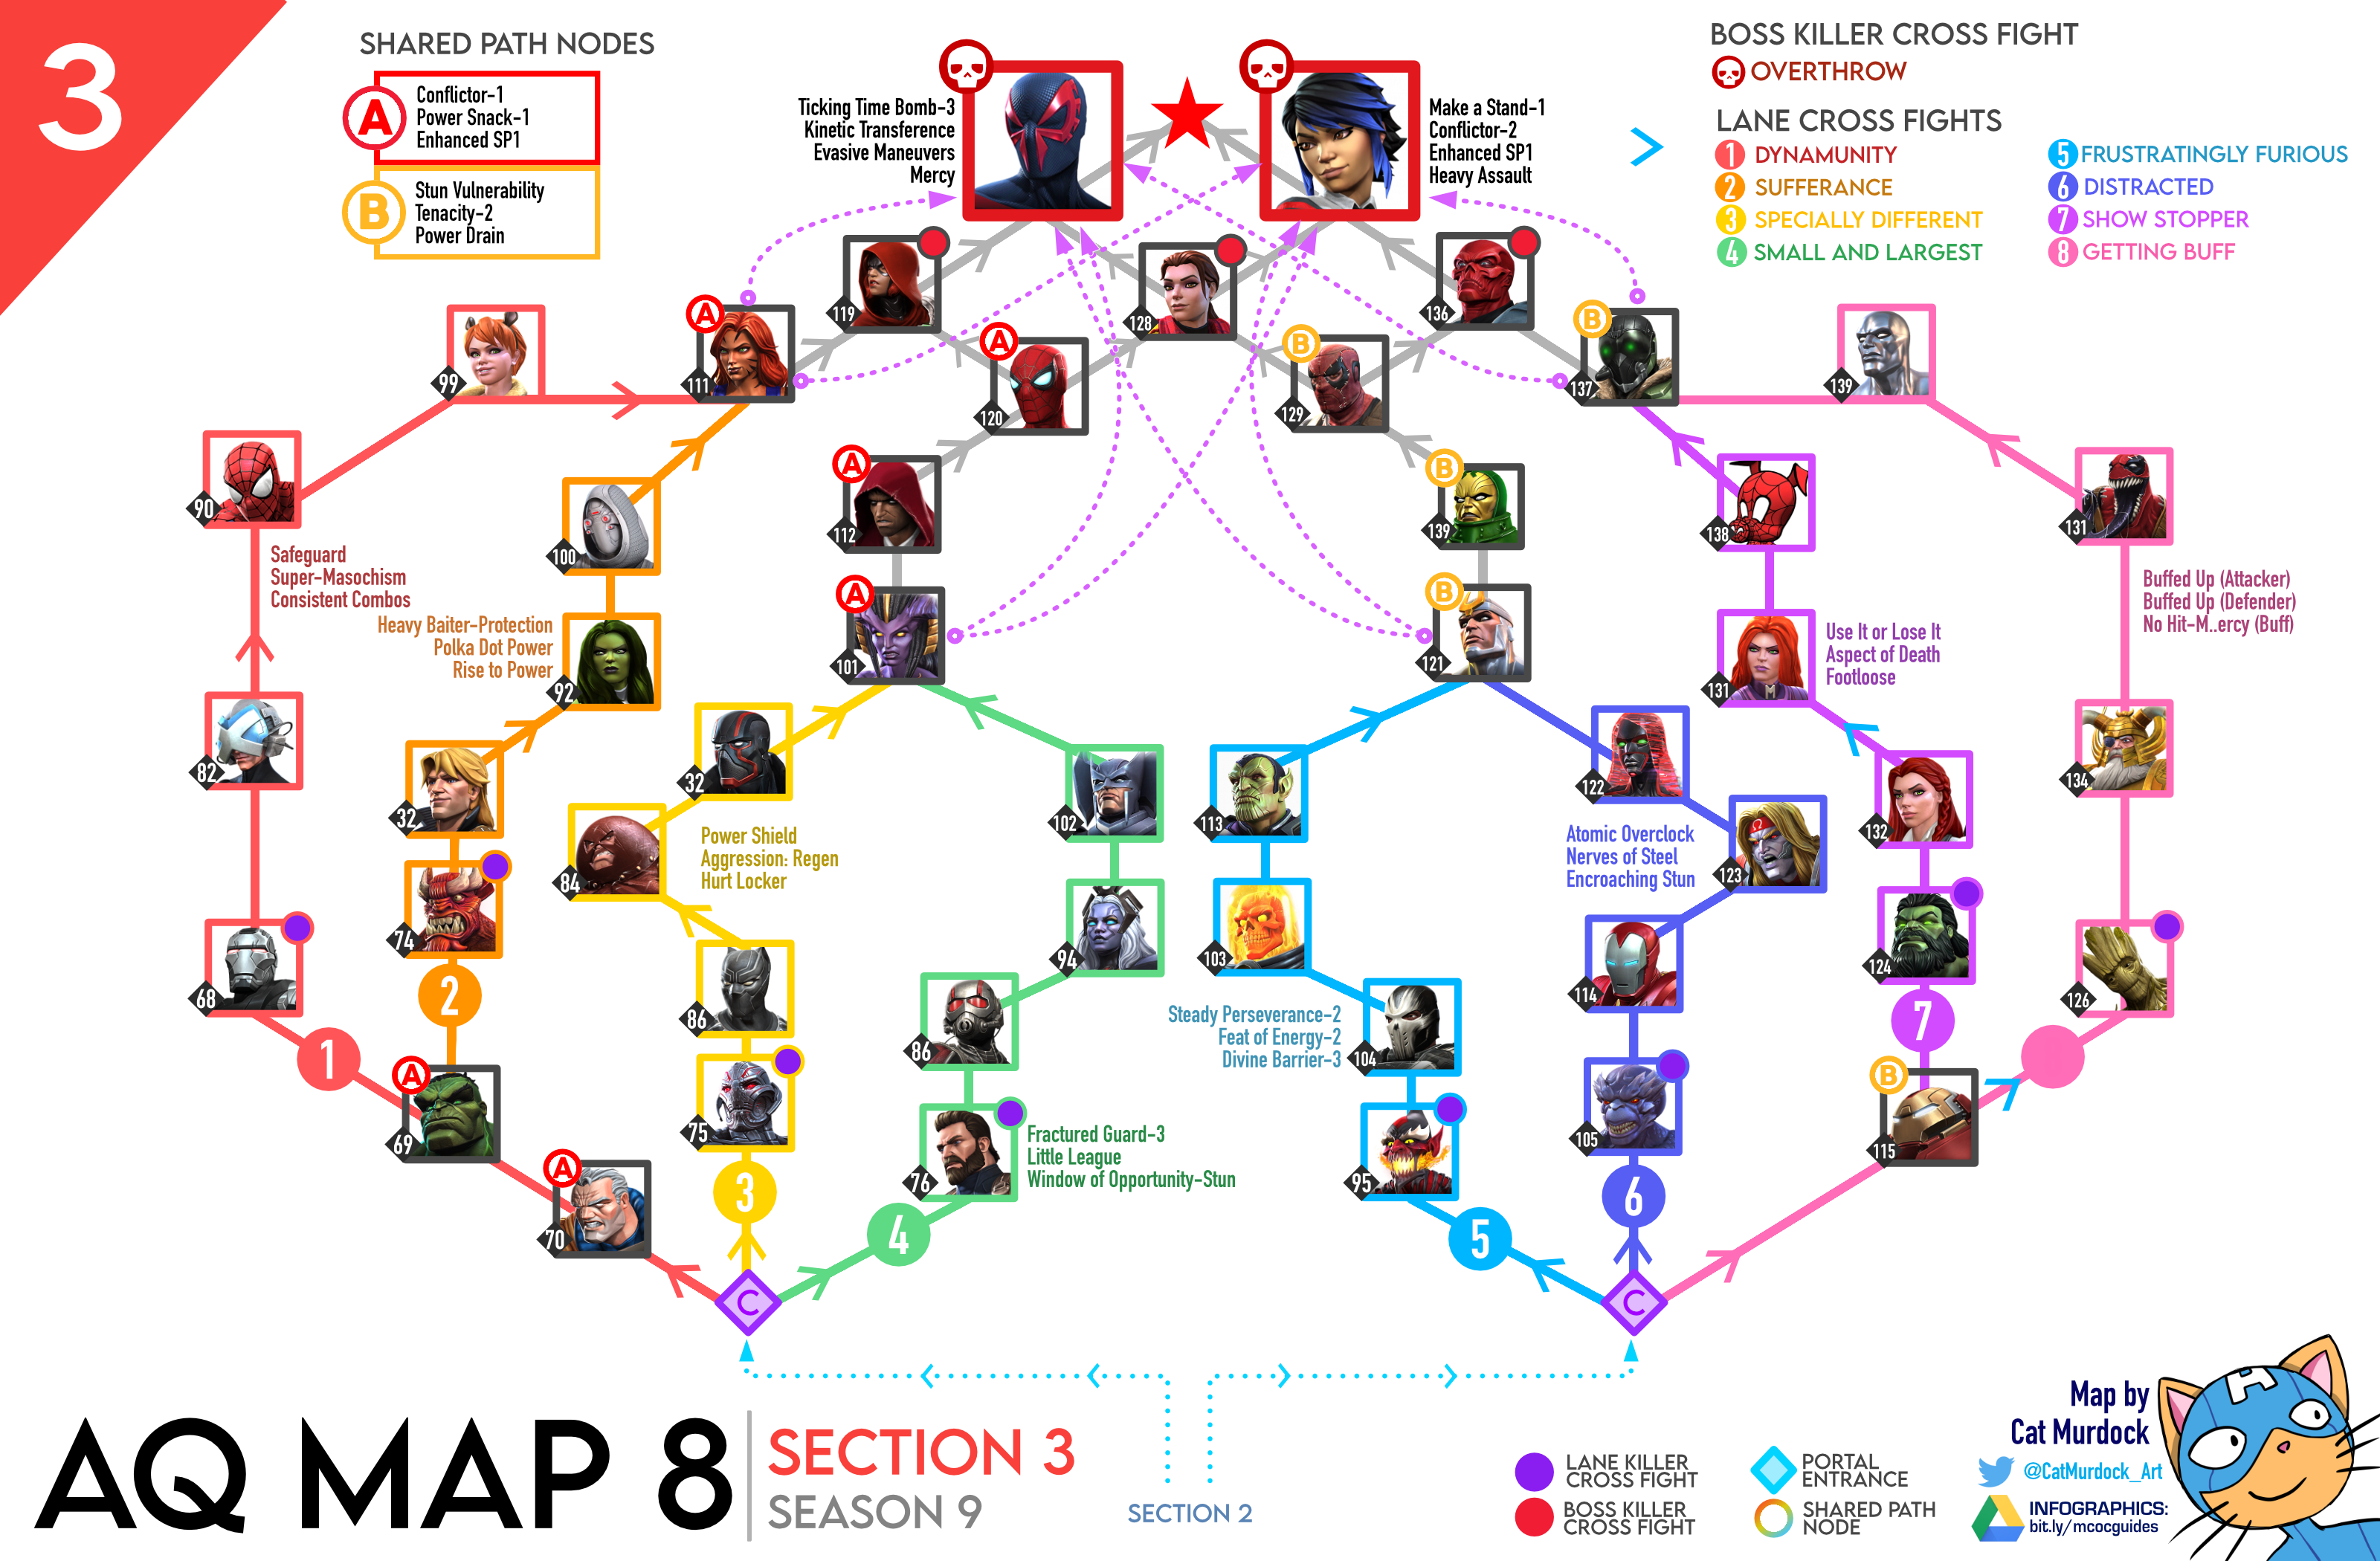 3
SHARED PATH NODES
A
Conflictor-1
Power Snack-1
Enhanced SP1
B
Stun Vulnerability
Tenacity-2
Power Drain
Ticking Time Bomb-3
Kinetic Transference
Evasive Maneuvers
Mercy
Make a Stand-1
Conflictor-2
Enhanced SP1
Heavy Assault
BOSS KILLER CROSS FIGHT
OVERTHROW
LANE CROSS FIGHTS
1 DYNAMUNITY
2 SUFFERANCE
3 SPECIALLY DIFFERENT
4 SMALL AND LARGEST
5 FRUSTRATINGLY FURIOUS
6 DISTRACTED
7 SHOW STOPPER
8 GETTING BUFF
119
128
136
99
A
111
A
120
B
129
B
137
139
90
100
A
112
B
139
138
131
Safeguard
Super-Masochism
Consistent Combos
Heavy Baiter-Protection
Polka Dot Power
Rise to Power
92
A
101
B
121
131
Use It or Lose It
Aspect of Death
Footloose
Buffed Up (Attacker)
Buffed Up (Defender)
No Hit-M..ercy (Buff)
82
32
32
102
113
122
132
134
74
84
Power Shield
Aggression: Regen
Hurt Locker
94
103
Atomic Overclock
Nerves of Steel
Encroaching Stun
123
124
68
2
86
86
Steady Perseverance-2
Feat of Energy-2
Divine Barrier-3
104
114
7
126
1
A
69
75
76
Fractured Guard-3
Little League
Window of Opportunity-Stun
95
105
B
115
A
70
3
4
5
6
C
C
AQ MAP 8
SECTION 3
SEASON 9
SECTION 2
LANE KILLER
CROSS FIGHT
BOSS KILLER
CROSS FIGHT
PORTAL
ENTRANCE
SHARED PATH
NODE
Map by
Cat Murdock
@CatMurdock_Art
INFOGRAPHICS:
bit.ly/mcocguides
A